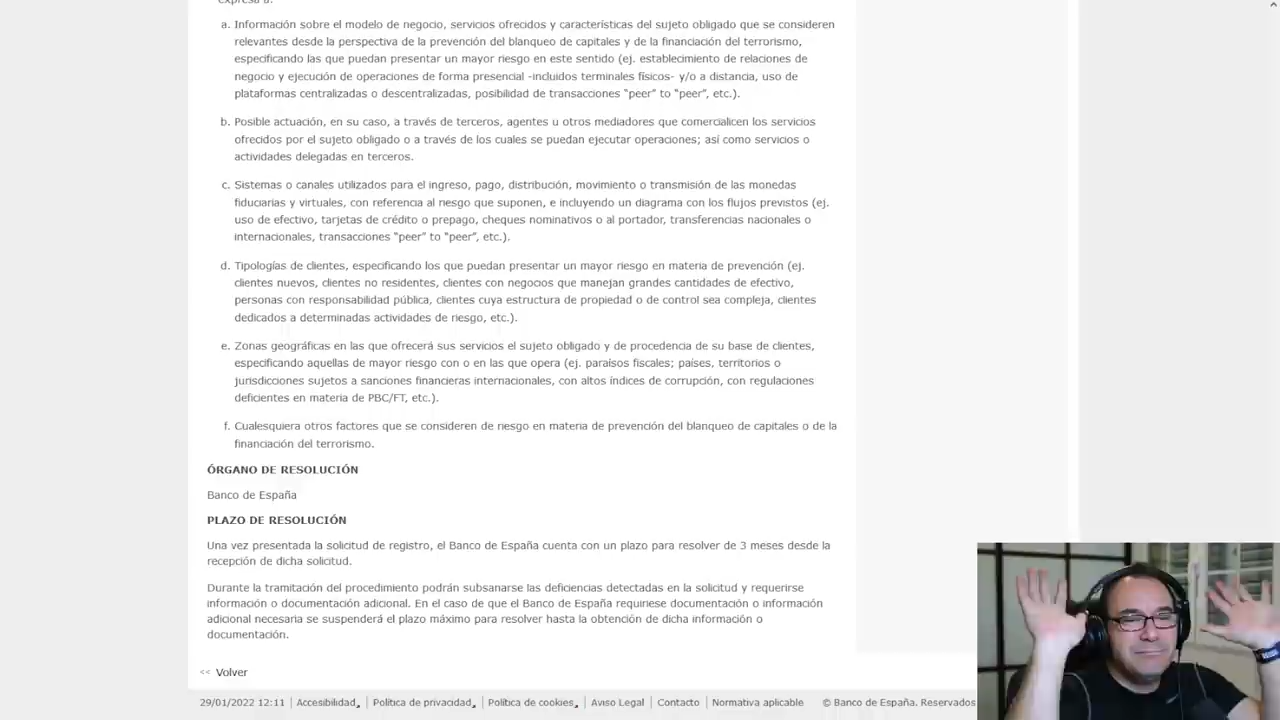 expresa a:
a. Información sobre el modelo de negocio, servicios ofrecidos y características del sujeto obligado que se consideren
relevantes desde la perspectiva de la prevención del blanqueo de capitales y de la financiación del terrorismo,
especificando las que puedan presentar un mayor riesgo en este sentido (ej. establecimiento de relaciones de
negocio y ejecución de operaciones de forma presencial -incluidos terminales físicos- y/o a distancia, uso de
plataformas centralizadas o descentralizadas, posibilidad de transacciones “peer” to “peer”, etc.).
b. Posible actuación, en su caso, a través de terceros, agentes u otros mediadores que comercialicen los servicios
ofrecidos por el sujeto obligado o a través de los cuales se puedan ejecutar operaciones; así como servicios o
actividades delegadas en terceros.
c. Sistemas o canales utilizados para el ingreso, pago, distribución, movimiento o transmisión de las monedas
fiduciarias y virtuales, con referencia al riesgo que suponen, e incluyendo un diagrama con los flujos previstos (ej.
uso de efectivo, tarjetas de crédito o prepago, cheques nominativos o al portador, transferencias nacionales o
internacionales, transacciones “peer” to “peer”, etc.).
d. Tipologías de clientes, especificando los que puedan presentar un mayor riesgo en materia de prevención (ej.
clientes nuevos, clientes no residentes, clientes con negocios que manejan grandes cantidades de efectivo,
personas con responsabilidad pública, clientes cuya estructura de propiedad o de control sea compleja, clientes
dedicados a determinadas actividades de riesgo, etc.).
e. Zonas geográficas en las que ofrecerá sus servicios el sujeto obligado y de procedencia de su base de clientes,
especificando aquellas de mayor riesgo con o en las que opera (ej. paraísos fiscales; países, territorios o
jurisdicciones sujetos a sanciones financieras internacionales, con altos índices de corrupción, con regulaciones
deficientes en materia de PBC/FT, etc.).
f. Cualesquiera otros factores que se consideren de riesgo en materia de prevención del blanqueo de capitales o de la
financiación del terrorismo.
ÓRGANO DE RESOLUCIÓN
Banco de España
PLAZO DE RESOLUCIÓN
Una vez presentada la solicitud de registro, el Banco de España cuenta con un plazo para resolver de 3 meses desde la
recepción de dicha solicitud.
Durante la tramitación del procedimiento podrán subsanarse las deficiencias detectadas en la solicitud y requerirse
información o documentación adicional. En el caso de que el Banco de España requiriese documentación o información
adicional necesaria se suspenderá el plazo máximo para resolver hasta la obtención de dicha información o
documentación.
<< Volver
29/01/2022 12:11 | Accesibilidad | Política de privacidad | Política de cookies | Aviso Legal | Contacto | Normativa aplicable © Banco de España. Reservados